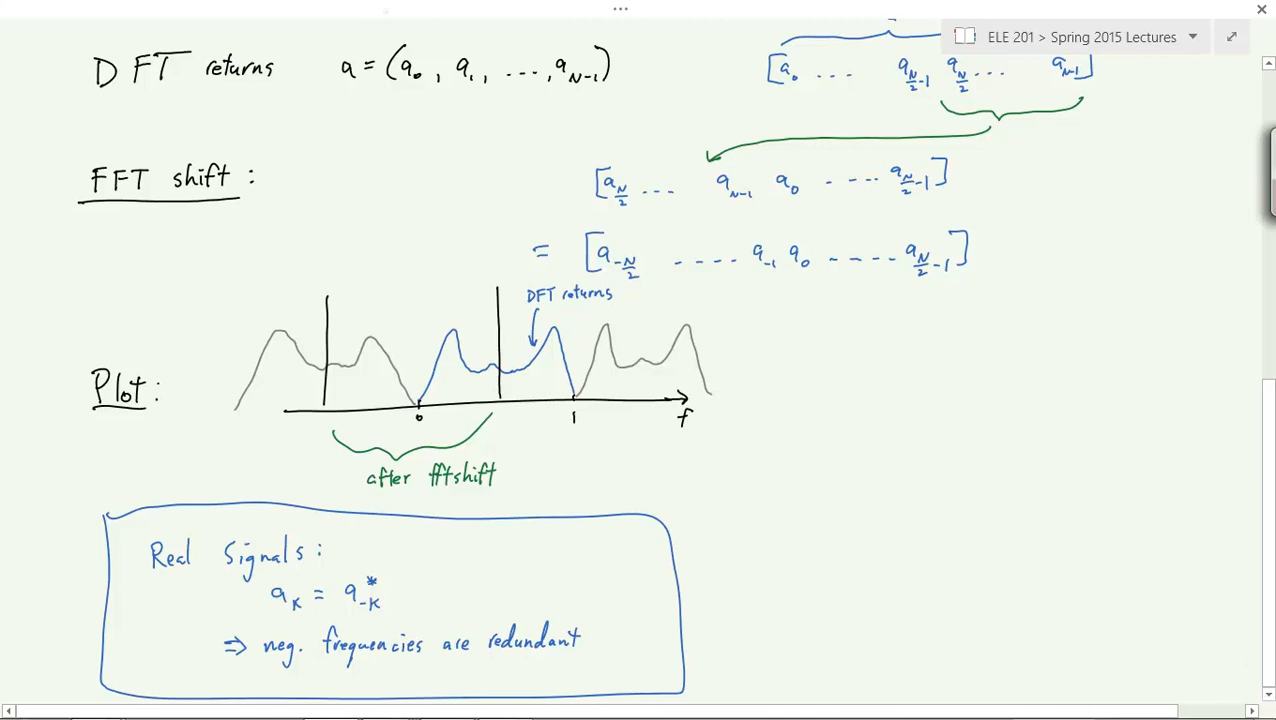 ELE 201 > Spring 2015 Lectures
DFT returns a = (a₀, a₁, ..., a_{N-1})
[a₀ ... a_{N/2-1} a_{N/2} ... a_{N-1}]
FFT shift:
[a_{N/2} ... a_{N-1} a₀ - --- a_{N/2-1}]
= [a_{-N/2} ---- a_{-1} a₀ ----- a_{N/2-1}]
DFT returns
Plot:
0 1 f
after fftshift
Real Signals:
a_K = a_{-K}^*
⇒ neg. frequencies are redundant